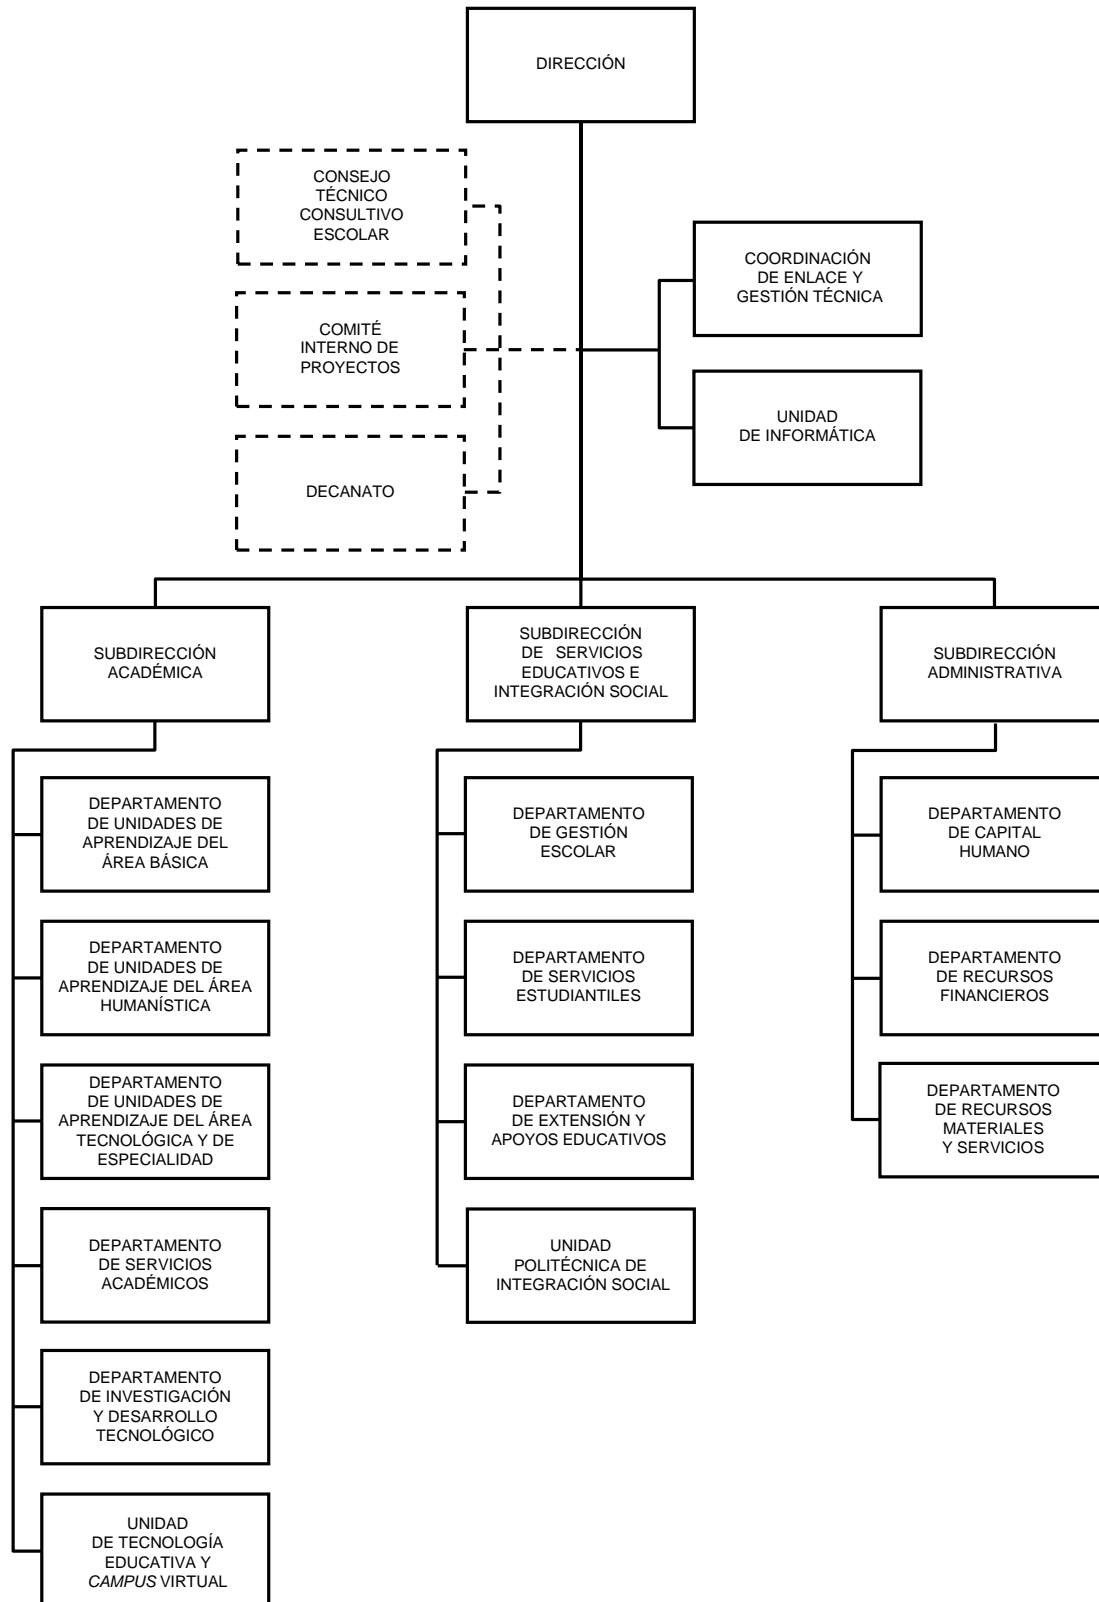 DIRECCIÓN
CONSEJO
TÉCNICO
CONSULTIVO
ESCOLAR
COORDINACIÓN
DE ENLACE Y
GESTIÓN TÉCNICA
COMITÉ
INTERNO DE
PROYECTOS
UNIDAD
DE INFORMÁTICA
DECANATO
SUBDIRECCIÓN
ACADÉMICA
SUBDIRECCIÓN
DE SERVICIOS
EDUCATIVOS E
INTEGRACIÓN SOCIAL
SUBDIRECCIÓN
ADMINISTRATIVA
DEPARTAMENTO
DE UNIDADES DE
APRENDIZAJE DEL
ÁREA BÁSICA
DEPARTAMENTO
DE GESTIÓN
ESCOLAR
DEPARTAMENTO
DE CAPITAL
HUMANO
DEPARTAMENTO
DE UNIDADES DE
APRENDIZAJE DEL ÁREA
HUMANÍSTICA
DEPARTAMENTO
DE SERVICIOS
ESTUDIANTILES
DEPARTAMENTO
DE RECURSOS
FINANCIEROS
DEPARTAMENTO
DE UNIDADES DE
APRENDIZAJE DEL ÁREA
TECNOLÓGICA Y DE
ESPECIALIDAD
DEPARTAMENTO
DE EXTENSIÓN Y
APOYOS EDUCATIVOS
DEPARTAMENTO
DE RECURSOS
MATERIALES
Y SERVICIOS
DEPARTAMENTO
DE SERVICIOS
ACADÉMICOS
UNIDAD
POLITÉCNICA DE
INTEGRACIÓN SOCIAL
DEPARTAMENTO
DE INVESTIGACIÓN
Y DESARROLLO
TECNOLÓGICO
UNIDAD
DE TECNOLOGÍA
EDUCATIVA Y
CAMPUS VIRTUAL